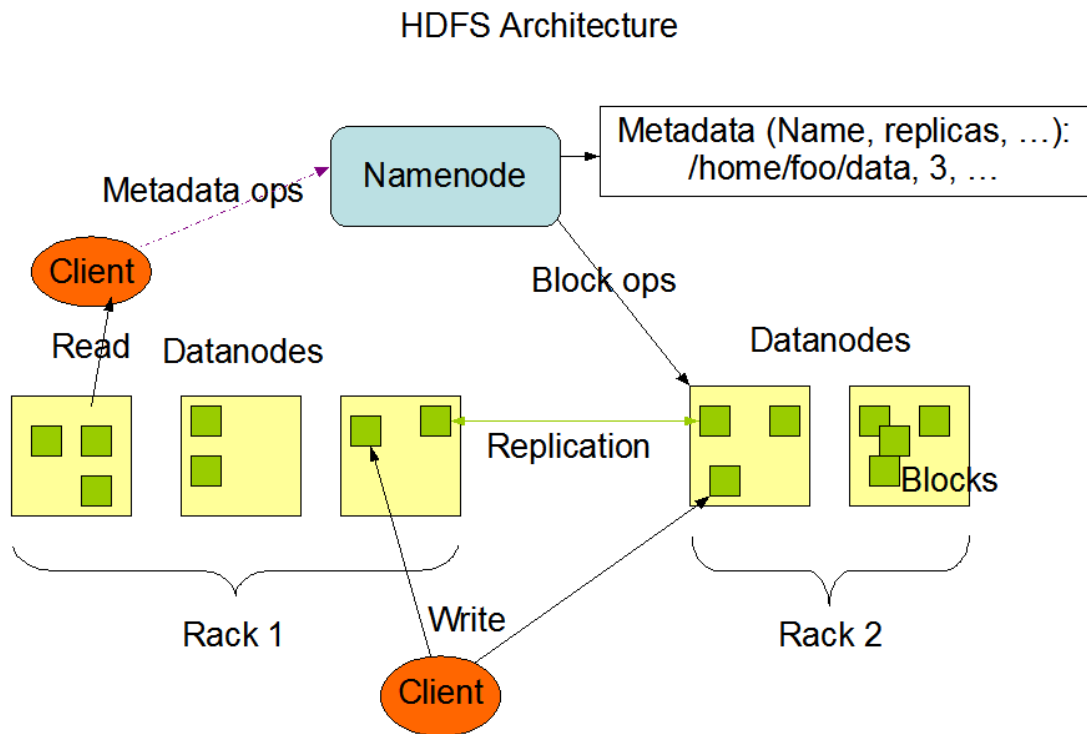 HDFS Architecture
Metadata (Name, replicas, …):
/home/foo/data, 3, …
Namenode
Metadata ops
Client
Block ops
Read
Datanodes
Datanodes
Replication
Blocks
Rack 1
Write
Rack 2
Client